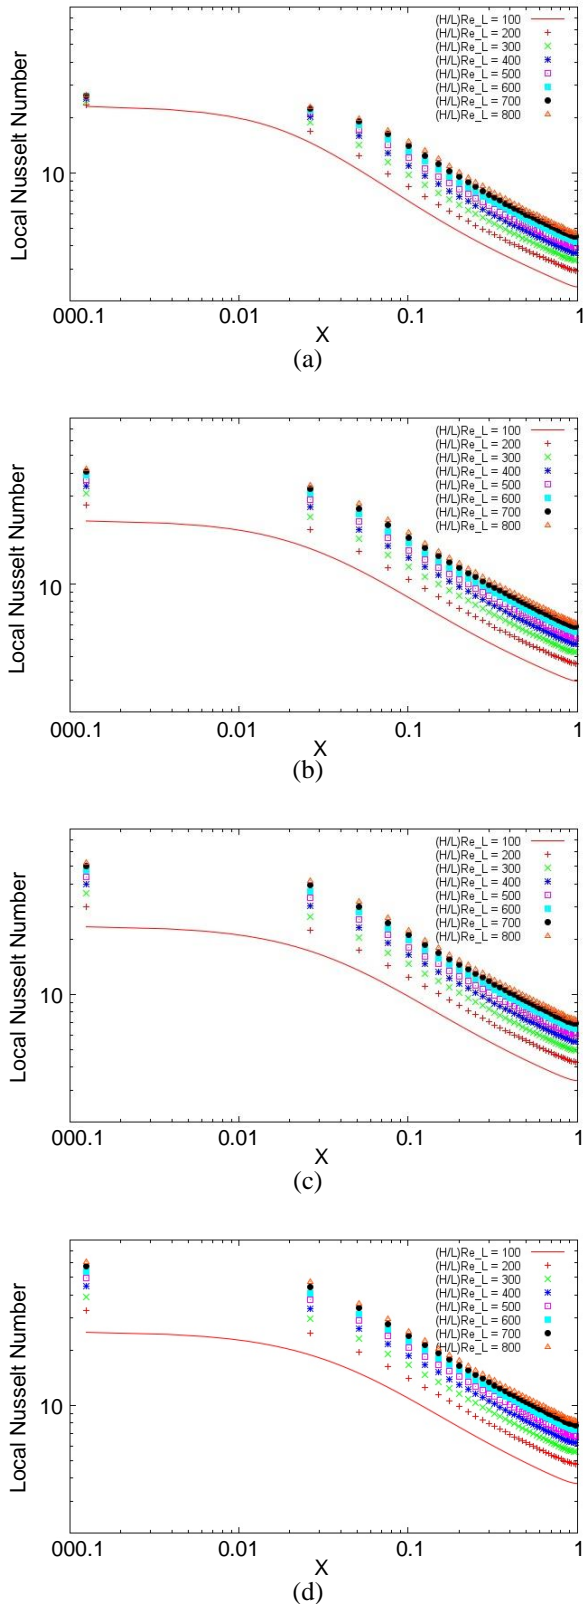 (H/L)Re_L = 100
(H/L)Re_L = 200
(H/L)Re_L = 300
(H/L)Re_L = 400
(H/L)Re_L = 500
(H/L)Re_L = 600
(H/L)Re_L = 700
(H/L)Re_L = 800
Local Nusselt Number
10
000.1 0.01 0.1 1
X
(a)
(H/L)Re_L = 100
(H/L)Re_L = 200
(H/L)Re_L = 300
(H/L)Re_L = 400
(H/L)Re_L = 500
(H/L)Re_L = 600
(H/L)Re_L = 700
(H/L)Re_L = 800
Local Nusselt Number
10
000.1 0.01 0.1 1
X
(b)
(H/L)Re_L = 100
(H/L)Re_L = 200
(H/L)Re_L = 300
(H/L)Re_L = 400
(H/L)Re_L = 500
(H/L)Re_L = 600
(H/L)Re_L = 700
(H/L)Re_L = 800
Local Nusselt Number
10
000.1 0.01 0.1 1
X
(c)
(H/L)Re_L = 100
(H/L)Re_L = 200
(H/L)Re_L = 300
(H/L)Re_L = 400
(H/L)Re_L = 500
(H/L)Re_L = 600
(H/L)Re_L = 700
(H/L)Re_L = 800
Local Nusselt Number
10
000.1 0.01 0.1 1
X
(d)